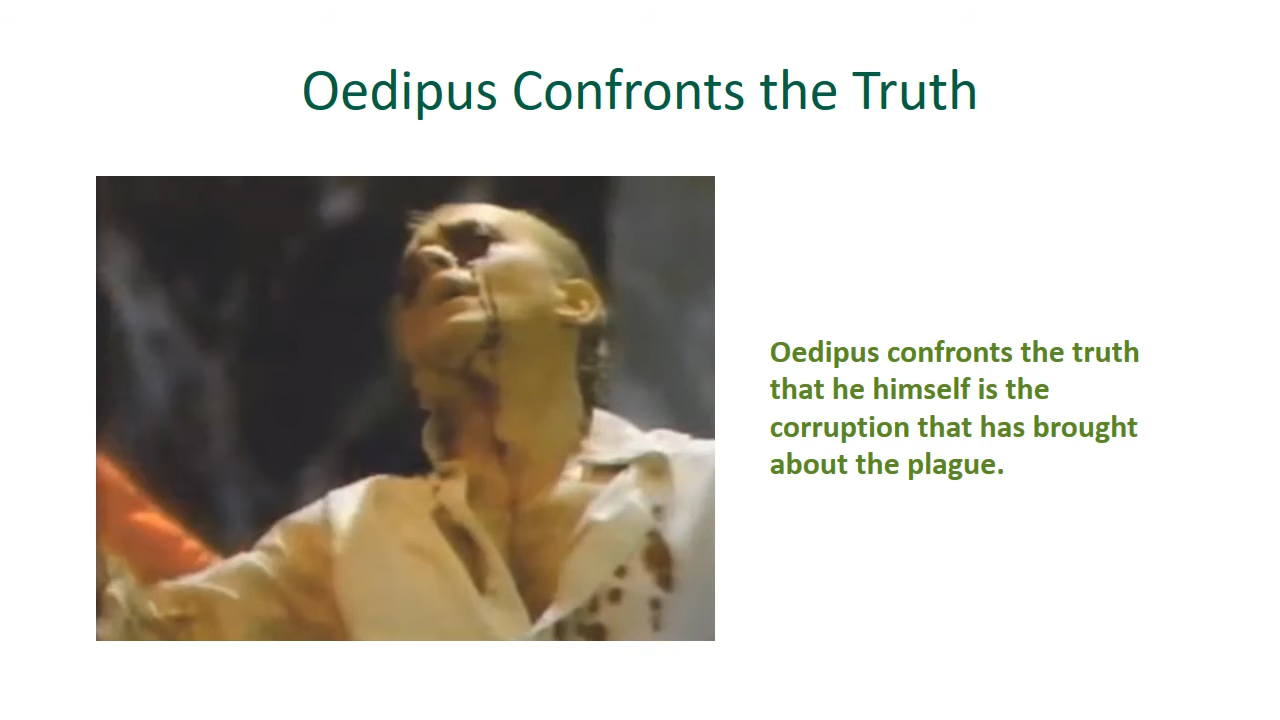 Oedipus Confronts the Truth
Oedipus confronts the truth
that he himself is the
corruption that has brought
about the plague.